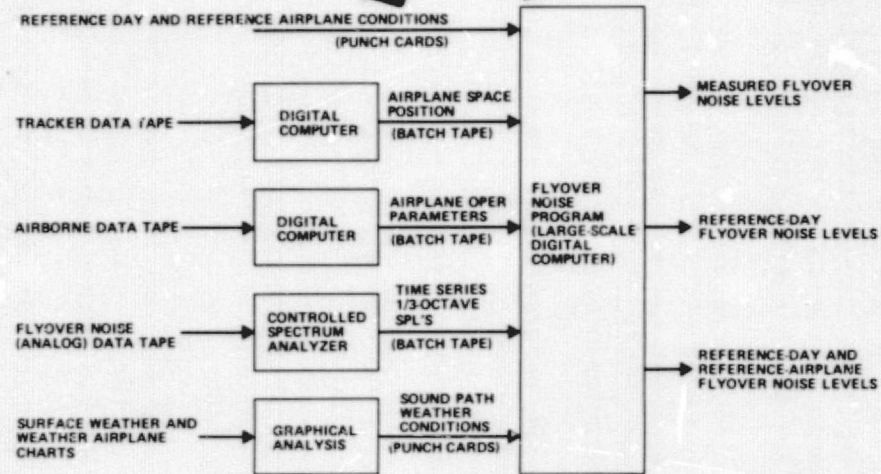 REFERENCE DAY AND REFERENCE AIRPLANE CONDITIONS
(PUNCH CARDS)
TRACKER DATA TAPE
DIGITAL
COMPUTER
AIRPLANE SPACE
POSITION
(BATCH TAPE)
AIRBORNE DATA TAPE
DIGITAL
COMPUTER
AIRPLANE OPER
PARAMETERS
(BATCH TAPE)
FLYOVER NOISE
(ANALOG) DATA TAPE
CONTROLLED
SPECTRUM
ANALYZER
TIME SERIES
1/3-OCTAVE
SPL'S
(BATCH TAPE)
SURFACE WEATHER AND
WEATHER AIRPLANE
CHARTS
GRAPHICAL
ANALYSIS
SOUND PATH
WEATHER
CONDITIONS
(PUNCH CARDS)
FLYOVER
NOISE
PROGRAM
(LARGE-SCALE
DIGITAL
COMPUTER)
MEASURED FLYOVER
NOISE LEVELS
REFERENCE-DAY
FLYOVER NOISE LEVELS
REFERENCE-DAY AND
REFERENCE-AIRPLANE
FLYOVER NOISE LEVELS